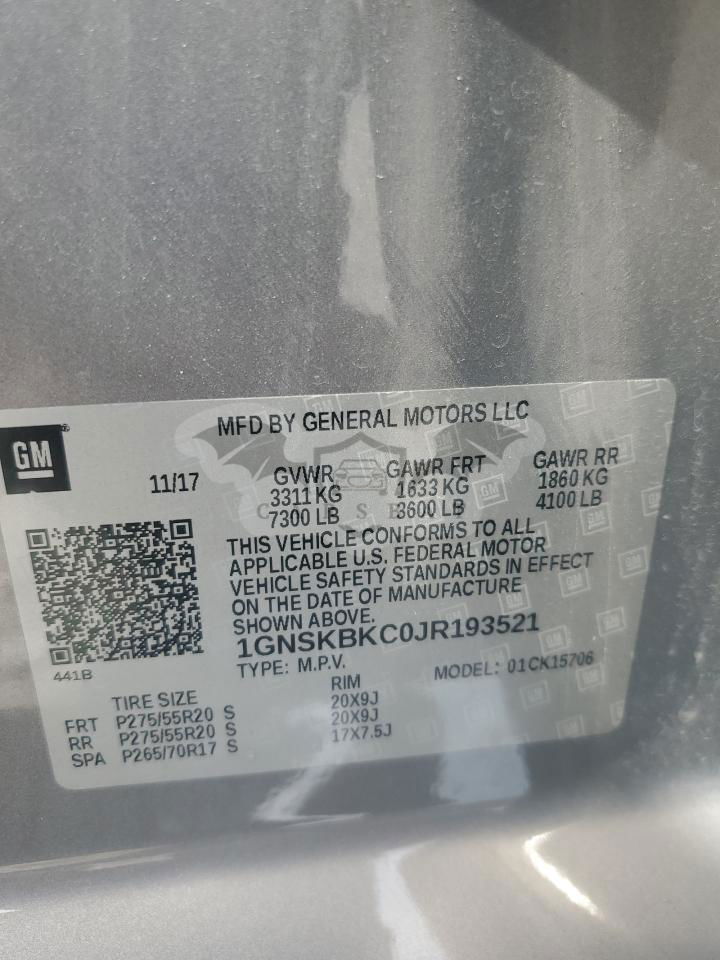 MFD BY GENERAL MOTORS LLC
GM
11/17
GVWR GAWR FRT GAWR RR
3311 KG 1633 KG 1860 KG
7300 LB 3600 LB 4100 LB
THIS VEHICLE CONFORMS TO ALL
APPLICABLE U.S. FEDERAL MOTOR
VEHICLE SAFETY STANDARDS IN EFFECT
ON THE DATE OF MANUFACTURE
SHOWN ABOVE.
1GNSKBKC0JR193521
441B
TYPE: M.P.V. MODEL: 01CK15706
TIRE SIZE RIM
FRT P275/55R20 S 20X9J
RR P275/55R20 S 20X9J
SPA P265/70R17 S 17X7.5J